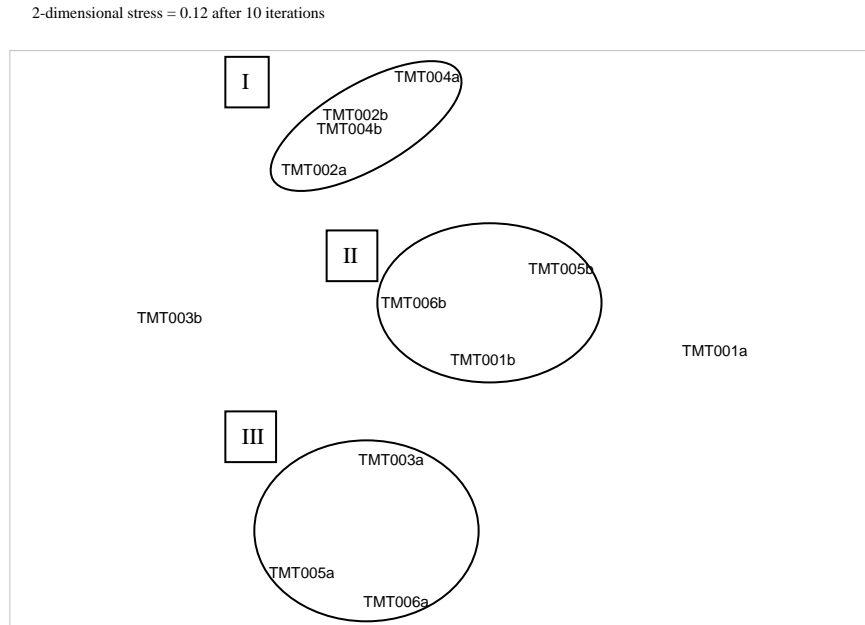 2-dimensional stress = 0.12 after 10 iterations
I
TMT004a
TMT002b
TMT004b
TMT002a
II
TMT005b
TMT006b
TMT003b
TMT001a
TMT001b
III
TMT003a
TMT005a
TMT006a